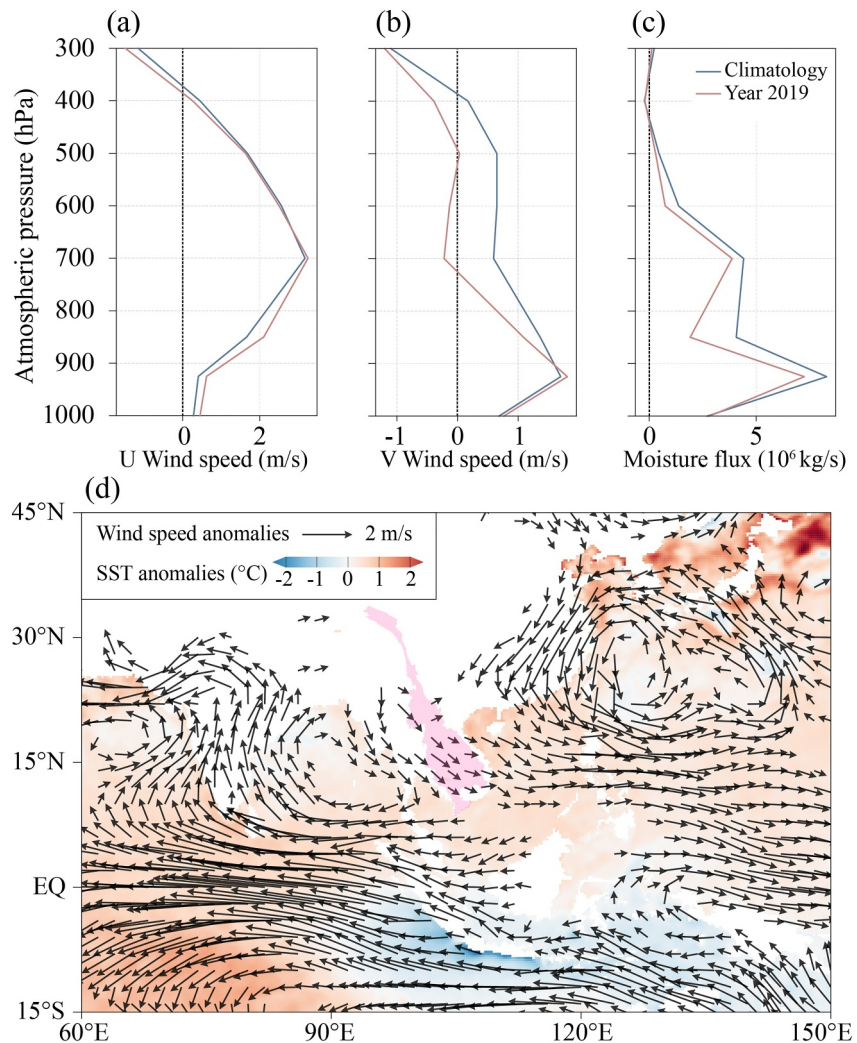 (a) (b) (c)
300
400
500
600
700
800
900
1000
Atmospheric pressure (hPa)
Climatology
Year 2019
0 2
-1 0 1
0 5
U Wind speed (m/s) V Wind speed (m/s) Moisture flux (10⁶ kg/s)
(d)
45°N
30°N
15°N
EQ
15°S
Wind speed anomalies 2 m/s
SST anomalies (°C) -2 -1 0 1 2
60°E 90°E 120°E 150°E